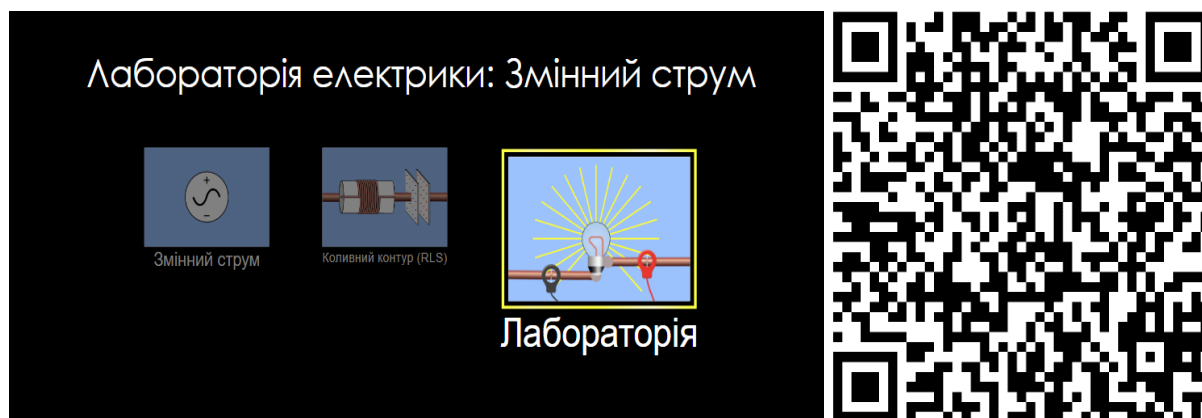 Лабораторія електрики: Змінний струм
Змінний струм
Коливний контур (RLS)
Лабораторія